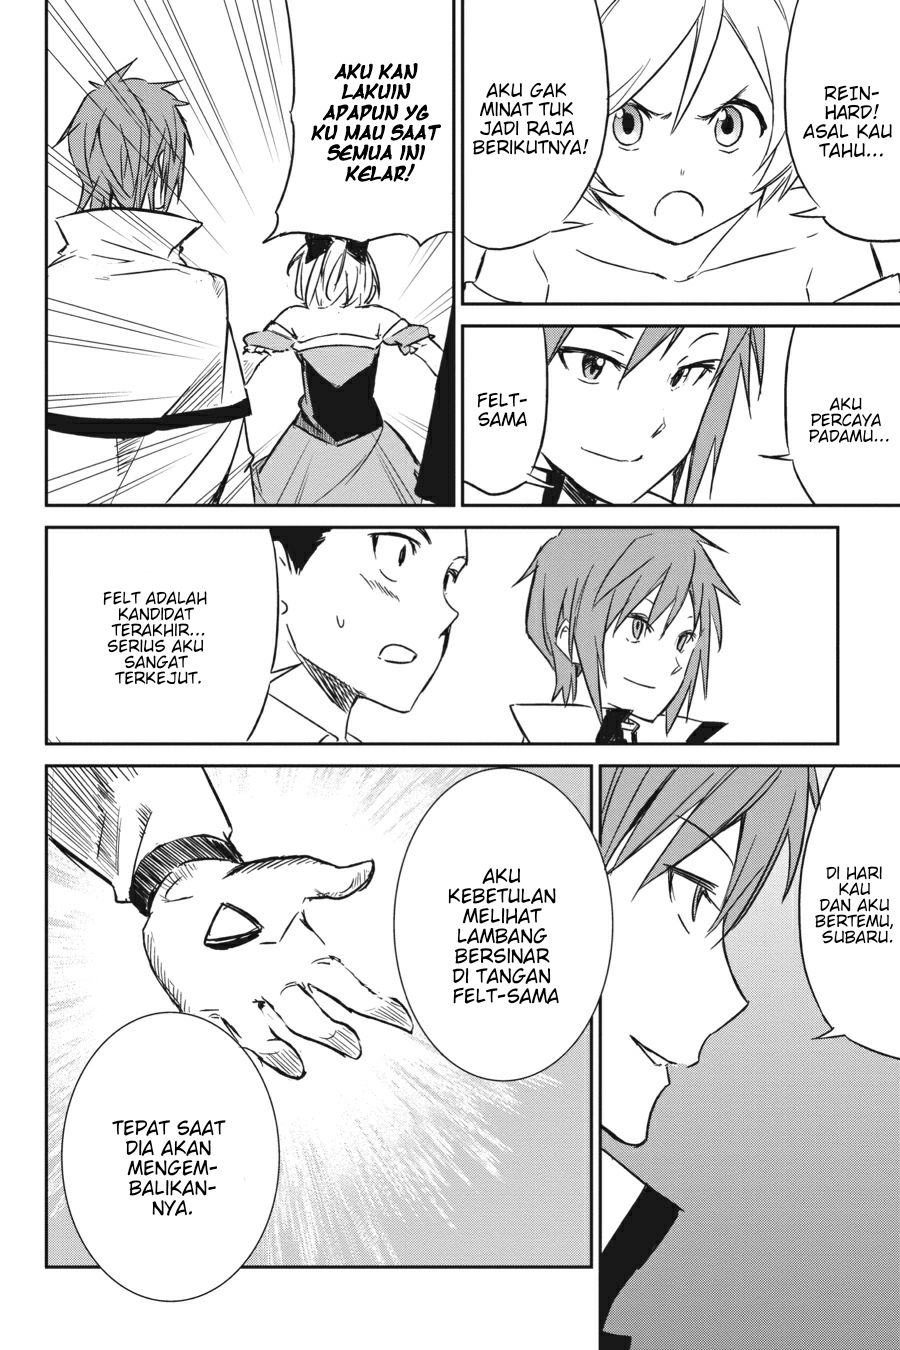 REIN-
HARD!
ASAL KAU
TAHU...
AKU GAK
MINAT TUK
JADI RAJA
BERIKUTNYA!
AKU KAN
LAKUIN
APAPUN YG
KU MAU SAAT
SEMUA INI
KELAR!
AKU
PERCAYA
PADAMU...
FELT-
SAMA
FELT ADALAH
KANDIDAT
TERAKHIR...
SERIUS AKU
SANGAT
TERKEJUT.
DI HARI
KAU
DAN AKU
BERTEMU,
SUBARU.
AKU
KEBETULAN
MELIHAT
LAMBANG
BERSINAR
DI TANGAN
FELT-SAMA
TEPAT SAAT
DIA AKAN
MENGEM-
BALIKAN-
NYA.